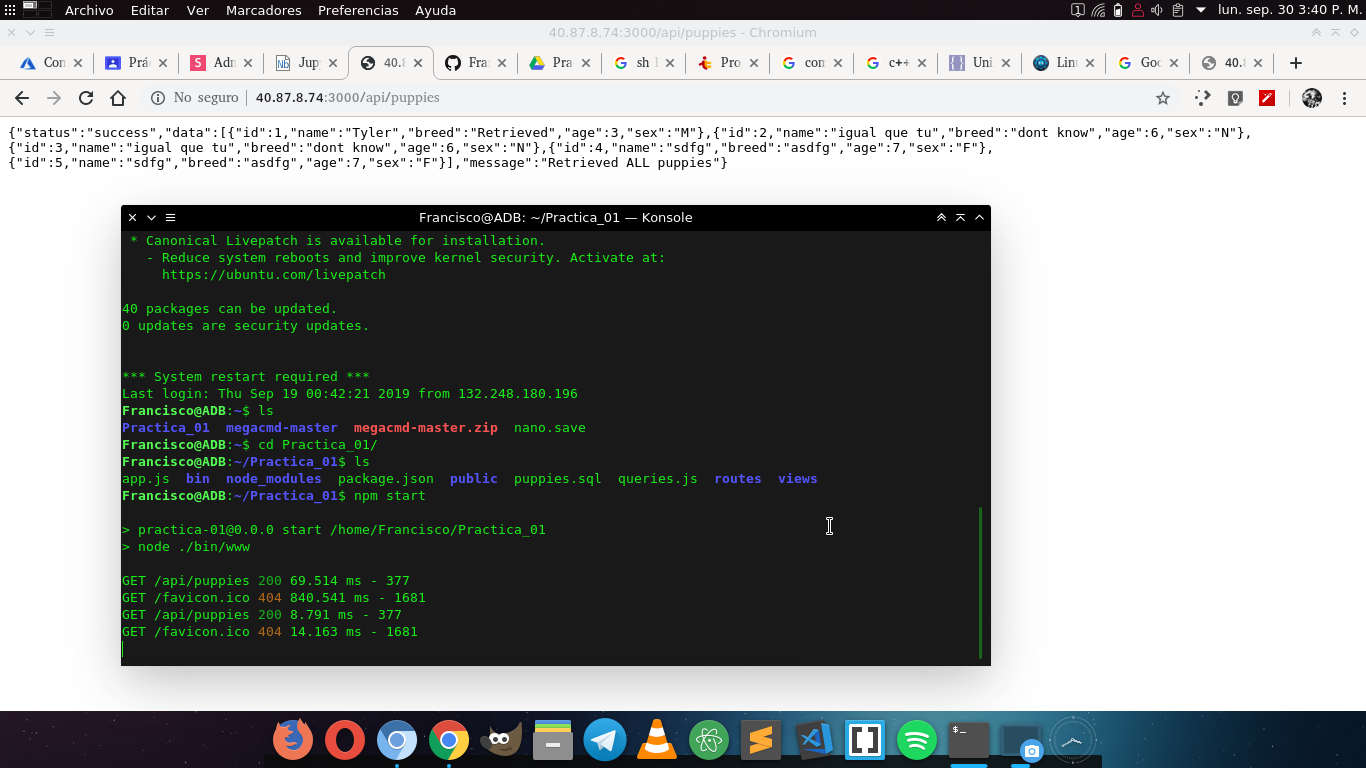 Archivo Editar Ver Marcadores Preferencias Ayuda
1
lun. sep. 30 3:40 P. M.
40.87.8.74:3000/api/puppies - Chromium
Con
Prá
S Adn
Jup
40.8
Fra
Pra
sh l
Pro
con
c++
Uni
Lin
Goo
40.
No seguro 40.87.8.74:3000/api/puppies
{"status":"success","data":[{"id":1,"name":"Tyler","breed":"Retrieved","age":3,"sex":"M"},{"id":2,"name":"igual que tu","breed":"dont know","age":6,"sex":"N"},
{"id":3,"name":"igual que tu","breed":"dont know","age":6,"sex":"N"},{"id":4,"name":"sdfg","breed":"asdfg","age":7,"sex":"F"},
{"id":5,"name":"sdfg","breed":"asdfg","age":7,"sex":"F"}],"message":"Retrieved ALL puppies"}
Francisco@ADB: ~/Practica_01 — Konsole
* Canonical Livepatch is available for installation.
- Reduce system reboots and improve kernel security. Activate at:
https://ubuntu.com/livepatch
40 packages can be updated.
0 updates are security updates.
*** System restart required ***
Last login: Thu Sep 19 00:42:21 2019 from 132.248.180.196
Francisco@ADB:~$ ls
Practica_01 megacmd-master megacmd-master.zip nano.save
Francisco@ADB:~$ cd Practica_01/
Francisco@ADB:~/Practica_01$ ls
app.js bin node_modules package.json public puppies.sql queries.js routes views
Francisco@ADB:~/Practica_01$ npm start
> practica-01@0.0.0 start /home/Francisco/Practica_01
> node ./bin/www
GET /api/puppies 200 69.514 ms - 377
GET /favicon.ico 404 840.541 ms - 1681
GET /api/puppies 200 8.791 ms - 377
GET /favicon.ico 404 14.163 ms - 1681
$_